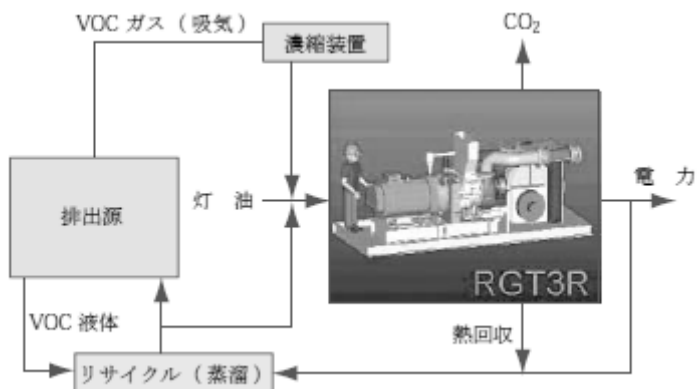 VOC ガス（吸気）
濃縮装置
CO₂
排出源
灯 油
電 力
RGT3R
VOC 液体
熱回収
リサイクル（蒸溜）